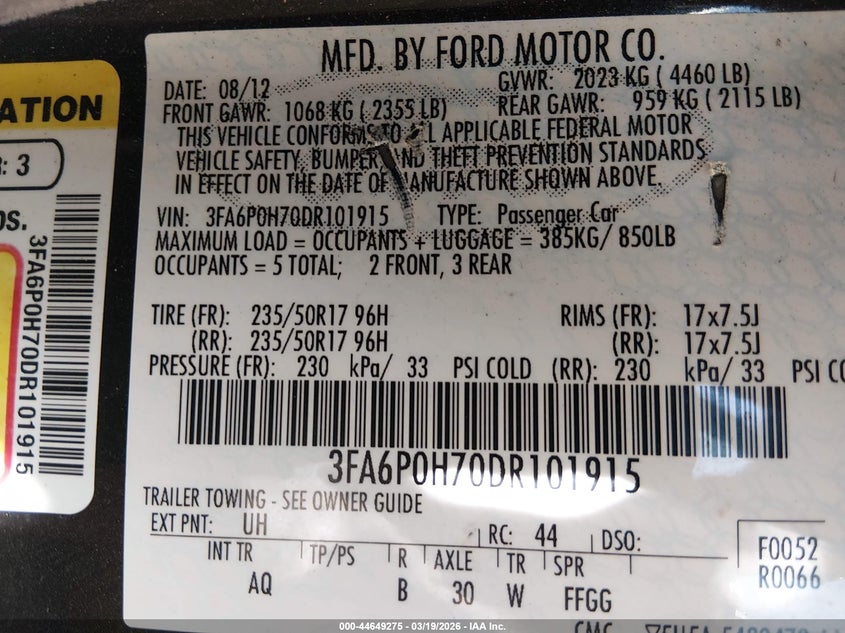 MFD. BY FORD MOTOR CO.
DATE: 08/12 GVWR: 2023 KG ( 4460 LB)
FRONT GAWR: 1068 KG ( 2355 LB) REAR GAWR: 959 KG ( 2115 LB)
THIS VEHICLE CONFORMS TO ALL APPLICABLE FEDERAL MOTOR
VEHICLE SAFETY, BUMPER AND THEFT PREVENTION STANDARDS
IN EFFECT ON THE DATE OF MANUFACTURE SHOWN ABOVE.
VIN: 3FA6P0H70DR101915 TYPE: Passenger Car
MAXIMUM LOAD = OCCUPANTS + LUGGAGE = 385KG/ 850LB
OCCUPANTS = 5 TOTAL; 2 FRONT, 3 REAR
TIRE (FR): 235/50R17 96H RIMS (FR): 17x7.5J
(RR): 235/50R17 96H (RR): 17x7.5J
PRESSURE (FR): 230 kPa/ 33 PSI COLD (RR): 230 kPa/ 33 PSI
3FA6P0H70DR101915
TRAILER TOWING - SEE OWNER GUIDE
EXT PNT: UH RC: 44 DSO:
INT TR TP/PS R AXLE TR SPR
AQ B 30 W FFGG
F0052
R0066
ATION
R: 3
DS.
3FA6P0H70DR101915
000-44649275 - 03/19/2026 - IAA Inc.